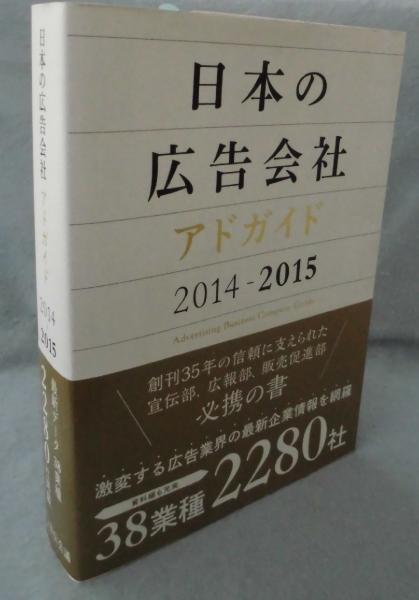 日本の
広告会社
アドガイド
2014-2015
Advertising Business Company Guide
創刊35年の信頼に支えられた
宣伝部、広報部、販売促進部
必携の書
激変する広告業界の最新企業情報を網羅
資料編も充実
38業種2280社
日本の広告会社 アドガイド 2014 2015